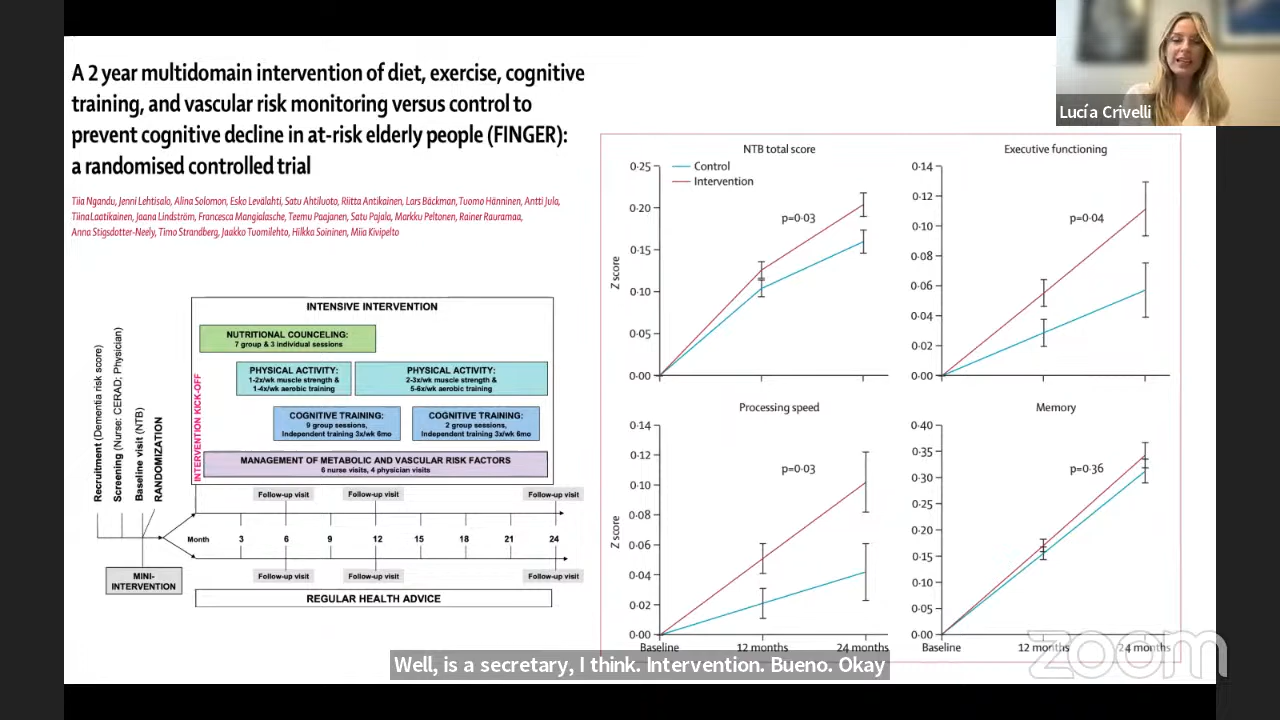 A 2 year multidomain intervention of diet, exercise, cognitive
training, and vascular risk monitoring versus control to
prevent cognitive decline in at-risk elderly people (FINGER):
a randomised controlled trial
Tiia Ngandu, Jenni Lehtisalo, Alina Solomon, Esko Levälahti, Satu Ahtiluoto, Riitta Antikainen, Lars Bäckman, Tuomo Hänninen, Antti Jula,
Tiina Laatikainen, Jaana Lindström, Francesca Mangialasche, Teemu Paajanen, Satu Pajala, Markku Peltonen, Rainer Rauramaa,
Anna Stigsdotter-Neely, Timo Strandberg, Jaakko Tuomilehto, Hilkka Soininen, Miia Kivipelto
Lucía Crivelli
Recruitment (Dementia risk score)
Screening (Nurse: CERAD; Physician)
Baseline visit (NTB)
RANDOMIZATION
MINI-
INTERVENTION
INTERVENTION KICK-OFF
INTENSIVE INTERVENTION
NUTRITIONAL COUNCELING:
7 group & 3 individual sessions
PHYSICAL ACTIVITY:
1-2x/wk muscle strength &
1-4x/wk aerobic training
PHYSICAL ACTIVITY:
2-3x/wk muscle strength &
5-6x/wk aerobic training
COGNITIVE TRAINING:
9 group sessions,
Independent training 3x/wk 6mo
COGNITIVE TRAINING:
2 group sessions,
Independent training 3x/wk 6mo
MANAGEMENT OF METABOLIC AND VASCULAR RISK FACTORS
6 nurse visits, 4 physician visits
Follow-up visit Follow-up visit Follow-up visit
Month 3 6 9 12 15 18 21 24
Follow-up visit Follow-up visit Follow-up visit
REGULAR HEALTH ADVICE
NTB total score
Control
Intervention
p=0·03
Z score
0·25
0·20
0·15
0·10
0·05
0·00
Executive functioning
p=0·04
0·14
0·12
0·10
0·08
0·06
0·04
0·02
0·00
Processing speed
p=0·03
Z score
0·14
0·12
0·10
0·08
0·06
0·04
0·02
0·00
Baseline 12 months 24 months
Memory
p=0·36
0·40
0·35
0·30
0·20
0·15
0·10
0·05
0·00
Baseline 12 months 24 months
zoom
Well, is a secretary, I think. Intervention. Bueno. Okay